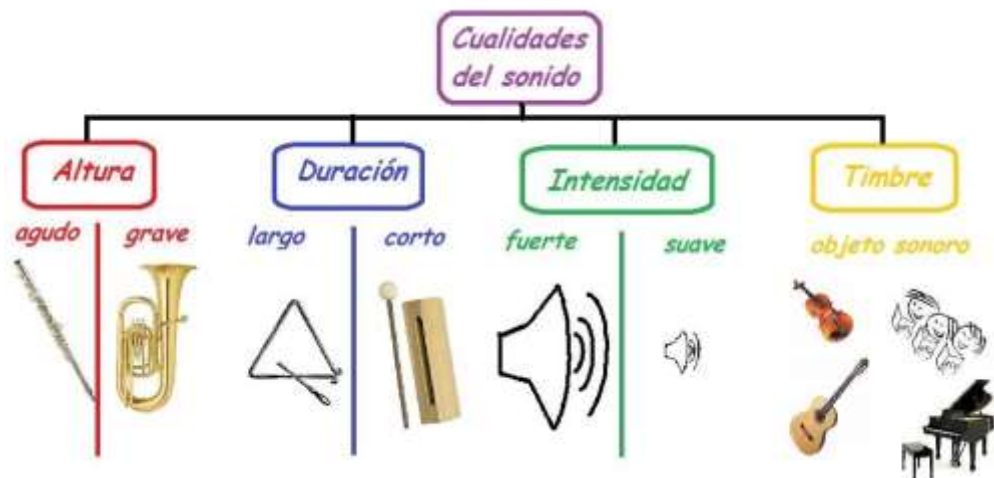 Cualidades
del sonido
Altura
Duración
Intensidad
Timbre
agudo
grave
largo
corto
fuerte
suave
objeto sonoro